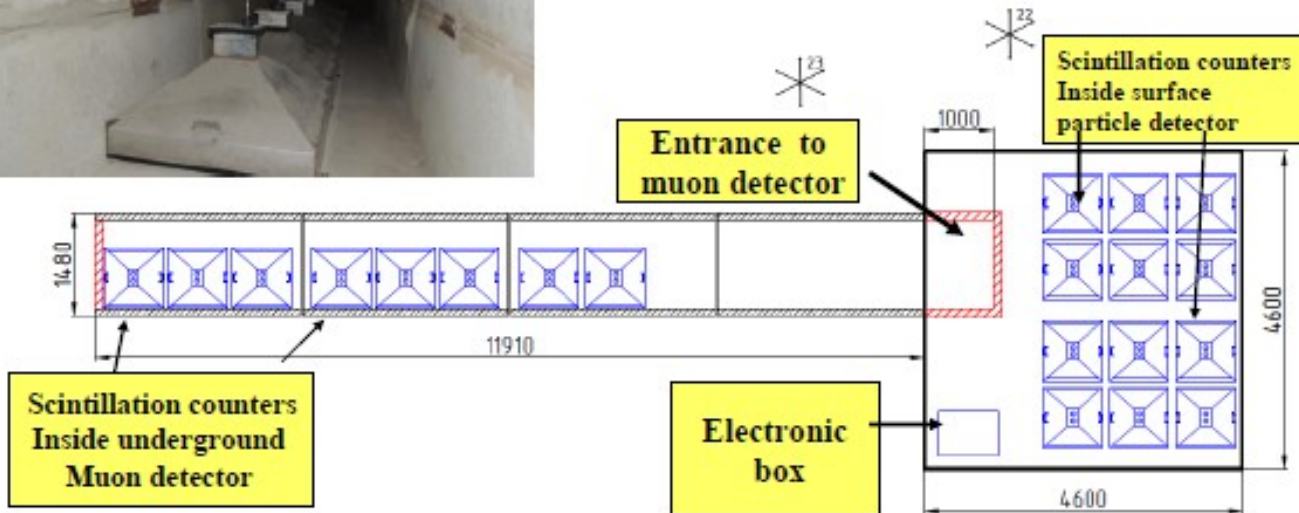 22
23
Scintillation counters
Inside surface
particle detector
1000
Entrance to
muon detector
1480
4600
11910
Scintillation counters
Inside underground
Muon detector
Electronic
box
4600